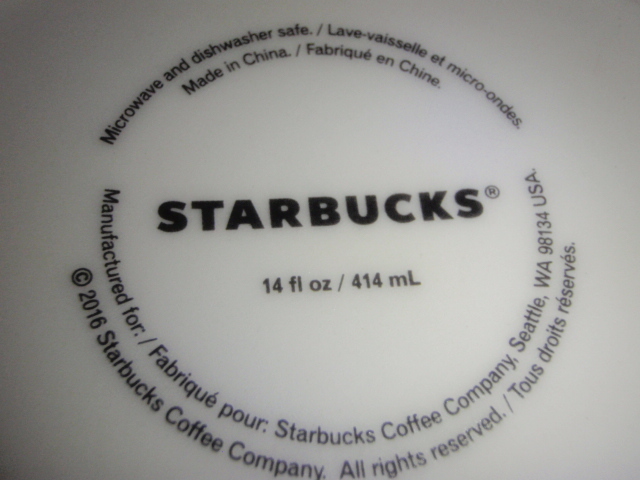 Microwave and dishwasher safe. / Lave-vaisselle et micro-ondes.
Made in China. / Fabriqué en Chine.
STARBUCKS®
14 fl oz / 414 mL
Manufactured for: / Fabriqué pour: Starbucks Coffee Company, Seattle, WA 98134 USA.
© 2016 Starbucks Coffee Company. All rights reserved. / Tous droits réservés.